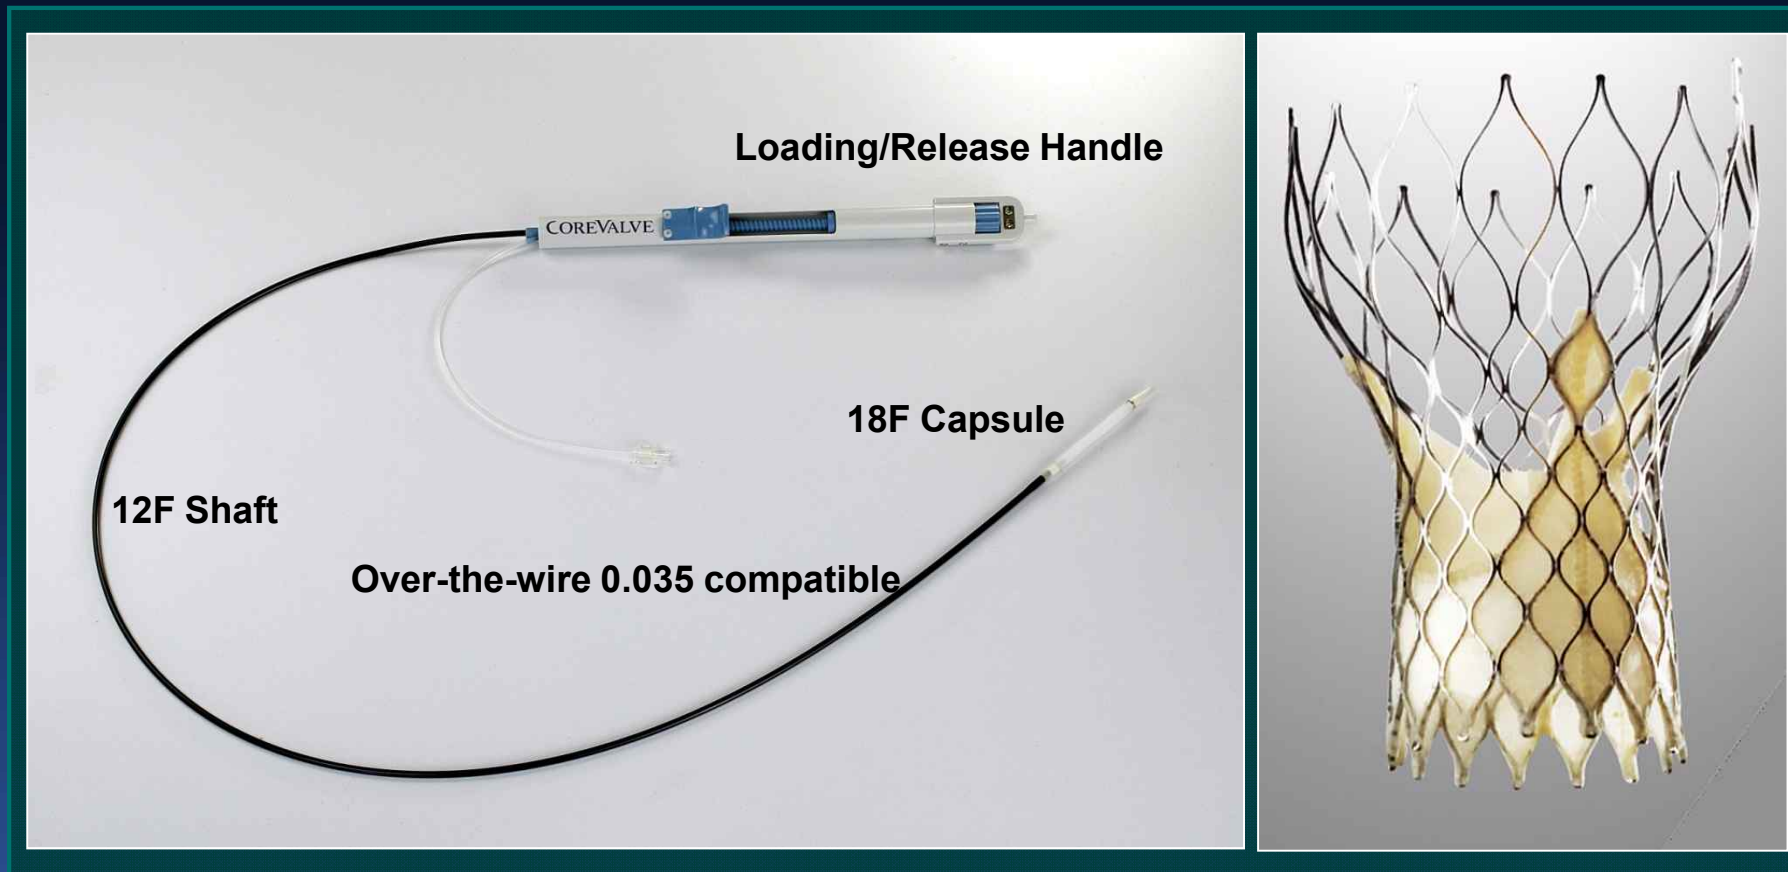 Loading/Release Handle
COREVALVE
18F Capsule
12F Shaft
Over-the-wire 0.035 compatible